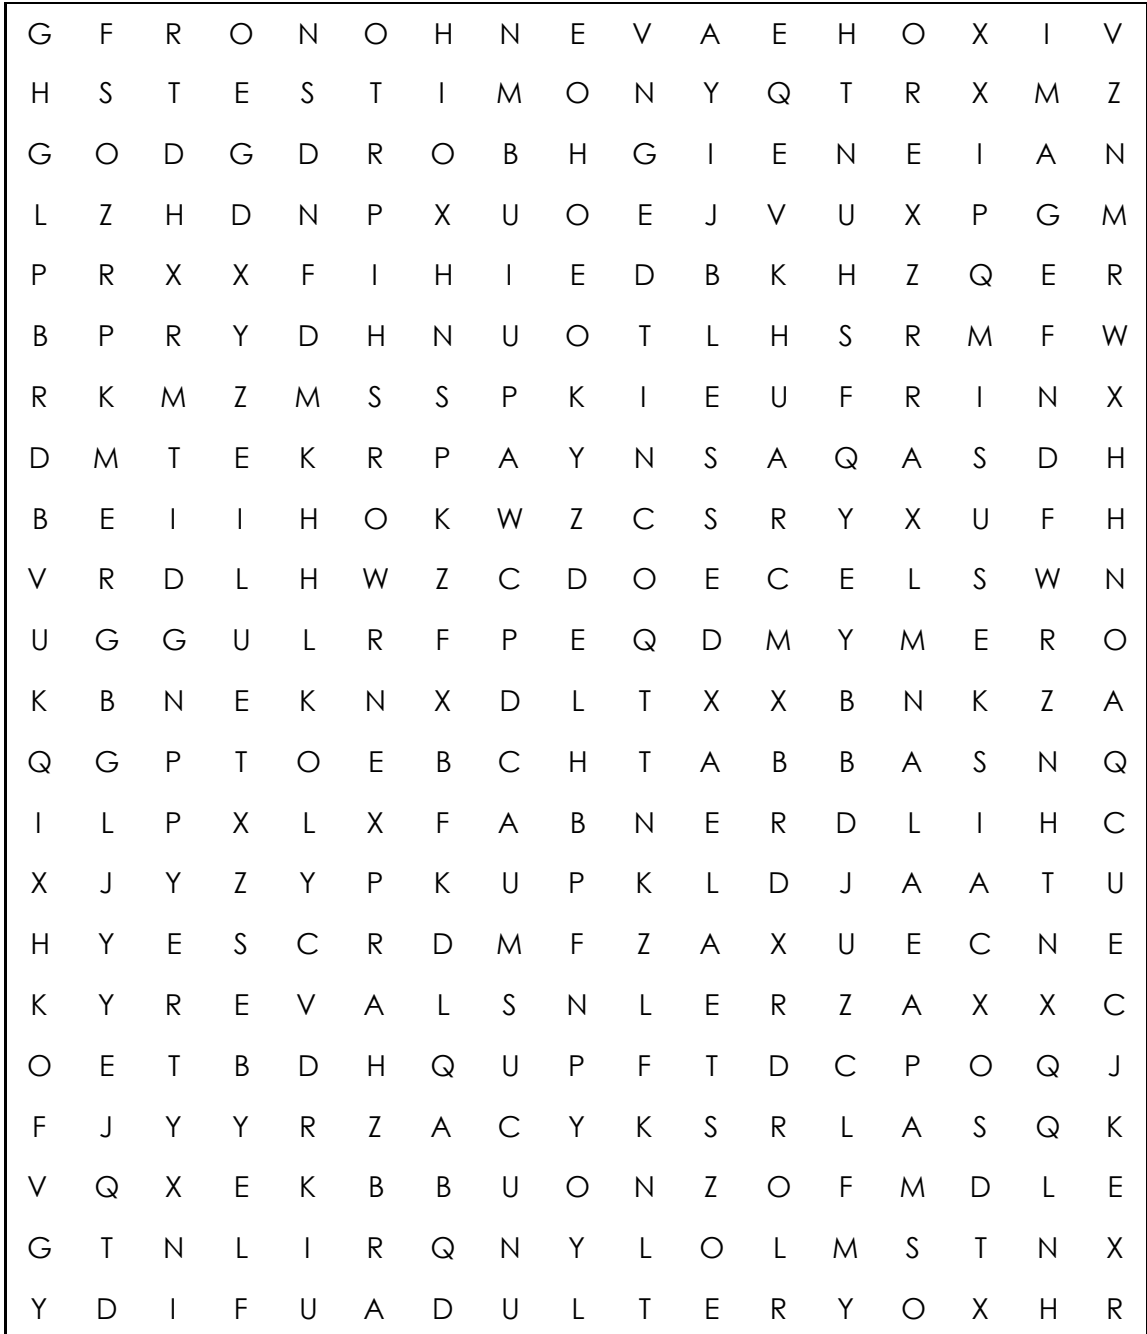 G F R O N O H N E V A E H O X I V
H S T E S T I M O N Y Q T R X M Z
G O D G D R O B H G I E N E I A N
L Z H D N P X U O E J V U X P G M
P R X X F I H I E D B K H Z Q E R
B P R Y D H N U O T L H S R M F W
R K M Z M S S P K I E U F R I N X
D M T E K R P A Y N S A Q A S D H
B E I I H O K W Z C S R Y X U F H
V R D L H W Z C D O E C E L S W N
U G G U L R F P E Q D M Y M E R O
K B N E K N X D L T X X B N K Z A
Q G P T O E B C H T A B B A S N Q
I L P X L X F A B N E R D L I H C
X J Y Z Y P K U P K L D J A A T U
H Y E S C R D M F Z A X U E C N E
K Y R E V A L S N L E R Z A X X C
O E T B D H Q U P F T D C P O Q J
F J Y Y R Z A C Y K S R L A S Q K
V Q X E K B B U O N Z O F M D L E
G T N L I R Q N Y L O L M S T N X
Y D I F U A D U L T E R Y O X H R